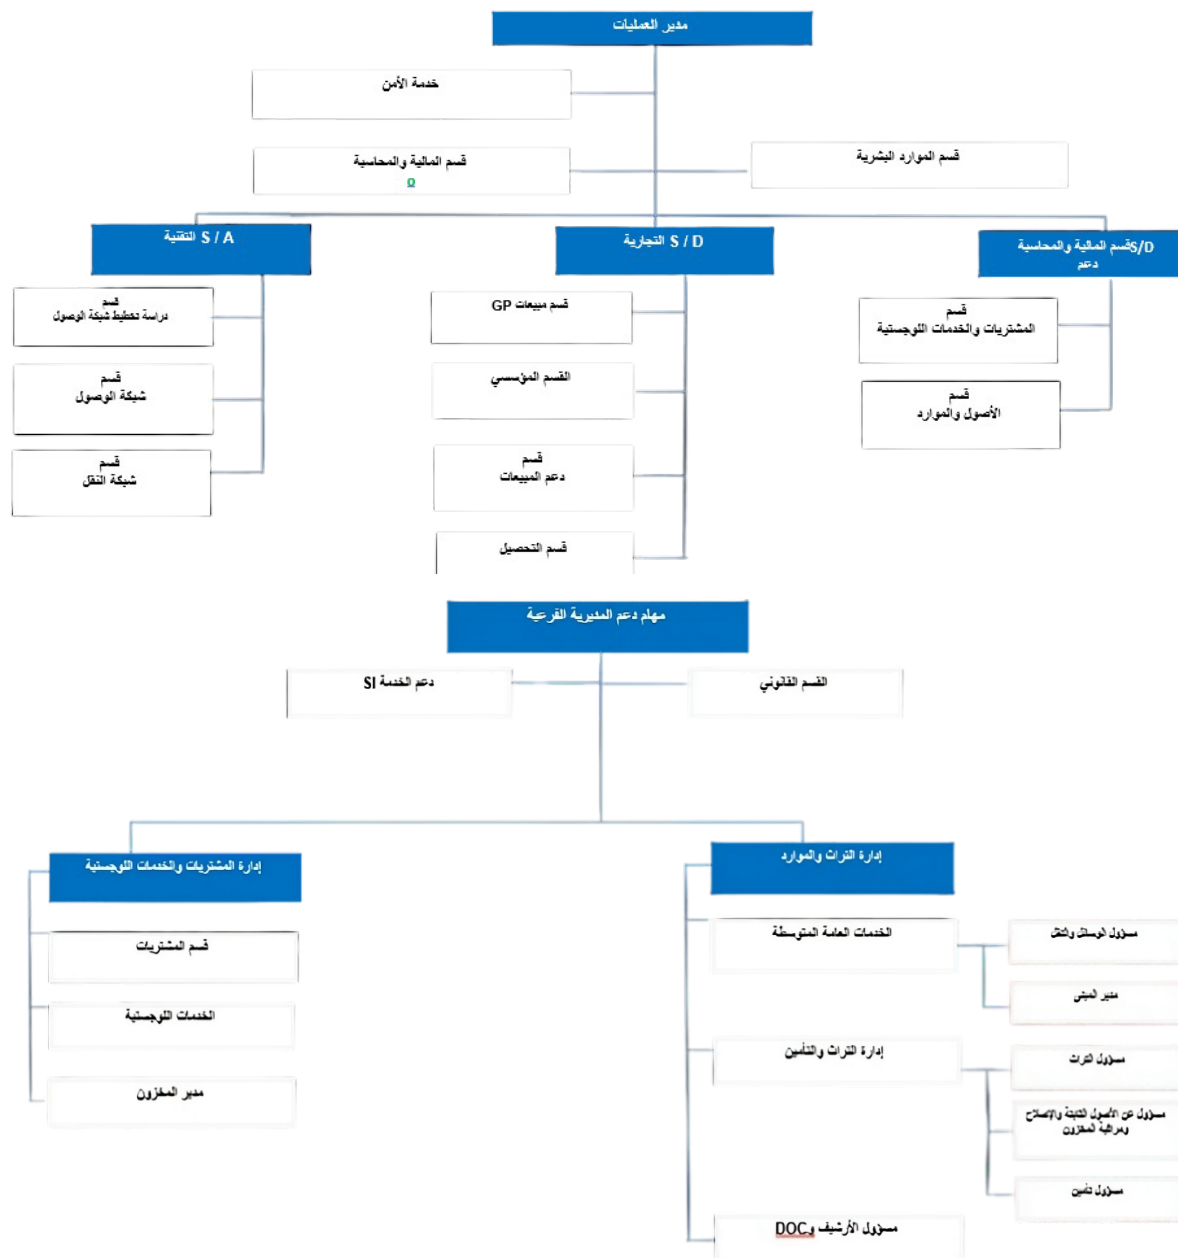 مدير العمليات
خدمة الأمن
قسم المالية والمحاسبة
o
قسم الموارد البشرية
S / A التقنية
S / D التجارية
S/Dقسم المالية والمحاسبة
دعم
قسم
دراسة تخطيط شبكة الوصول
قسم
شبكة الوصول
قسم
شبكة النقل
قسم مبيعات GP
القسم المؤسسي
قسم
دعم المبيعات
قسم التحصيل
قسم
المشتريات والخدمات اللوجستية
قسم
الأصول والموارد
مهام دعم المديرية الفرعية
دعم الخدمة SI
القسم القانوني
إدارة المشتريات والخدمات اللوجستية
قسم المشتريات
الخدمات اللوجستية
مدير المخزون
إدارة التراث والموارد
الخدمات العامة المتوسطة
مسؤول الوسائل والنقل
مدير المبنى
إدارة التراث والتأمين
مسؤول التراث
مسؤول عن الأصول الثابتة والإصلاح
ومراقبة المخزون
مسؤول تأمين
مسؤول الأرشيف وDOC